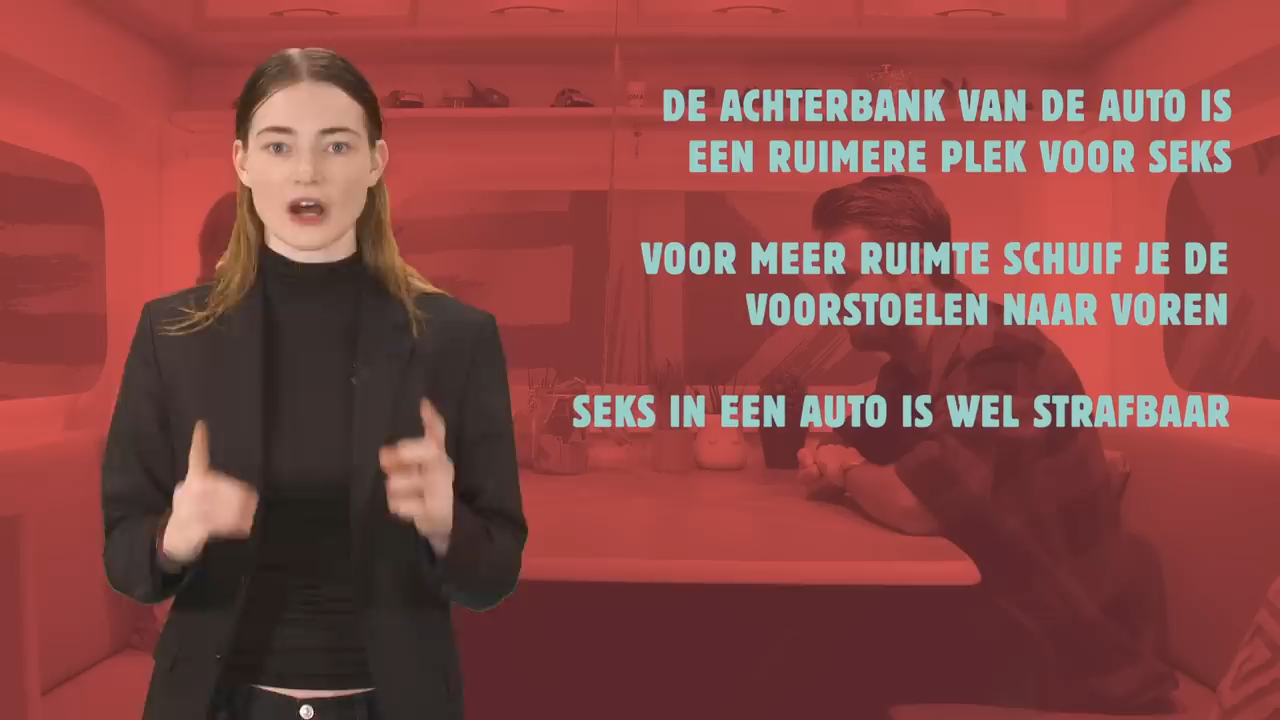 DE ACHTERBANK VAN DE AUTO IS
EEN RUIMERE PLEK VOOR SEKS
VOOR MEER RUIMTE SCHUIF JE DE
VOORSTOELEN NAAR VOREN
SEKS IN EEN AUTO IS WEL STRAFBAAR